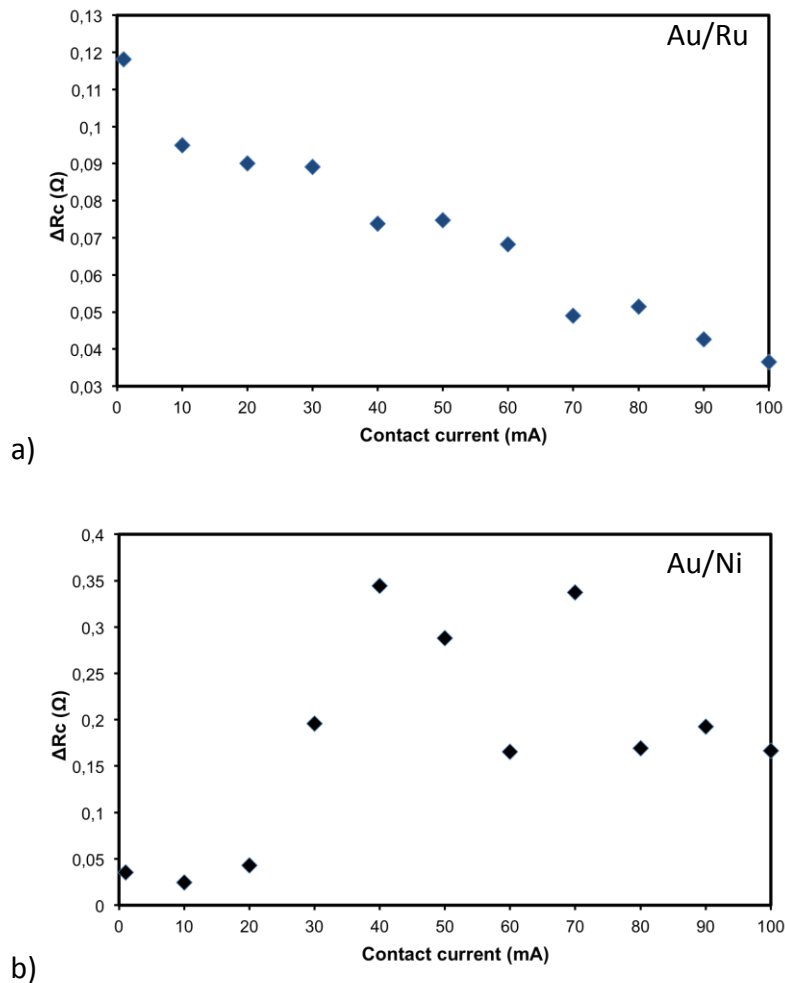 Au/Ru
0,13
0,12
0,11
0,1
0,09
0,08
0,07
0,06
0,05
0,04
0,03
ΔRc (Ω)
0 10 20 30 40 50 60 70 80 90 100
Contact current (mA)
a)
Au/Ni
0,4
0,35
0,3
0,25
0,2
0,15
0,1
0,05
0
ΔRc (Ω)
0 10 20 30 40 50 60 70 80 90 100
Contact current (mA)
b)